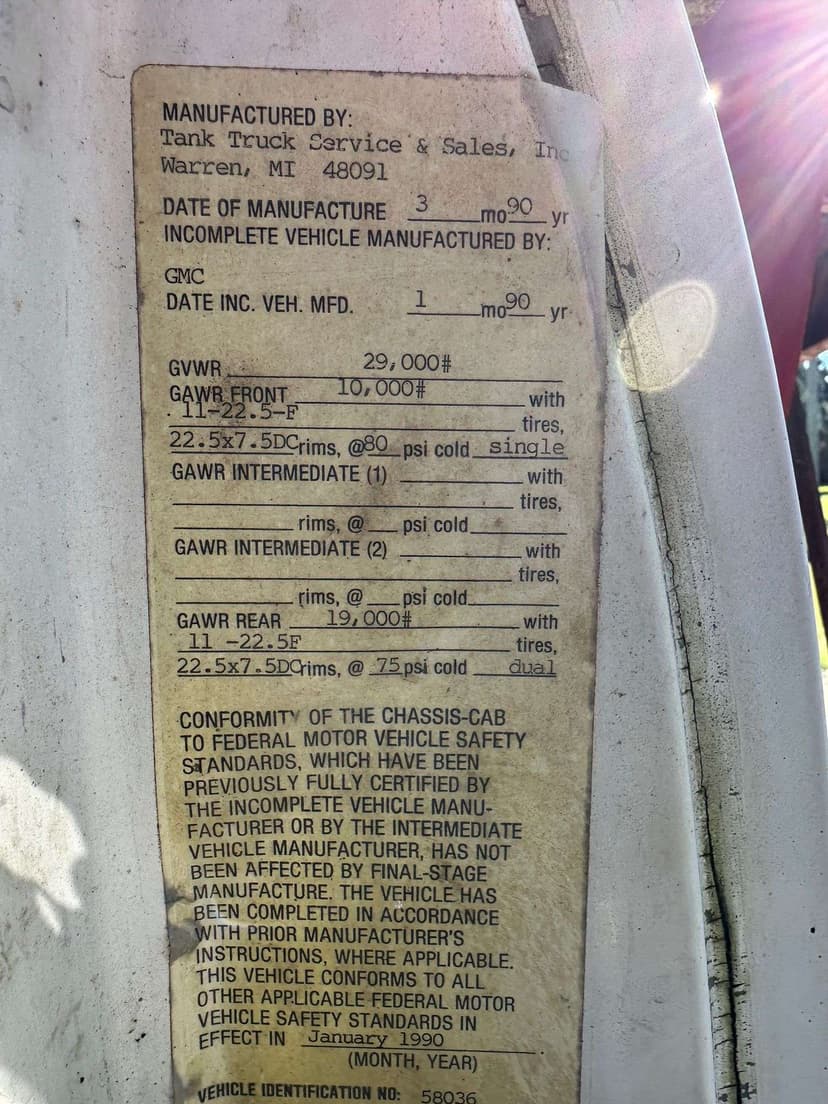 MANUFACTURED BY:
Tank Truck Service & Sales, Inc
Warren, MI 48091
DATE OF MANUFACTURE 3 mo 90 yr
INCOMPLETE VEHICLE MANUFACTURED BY:
GMC
DATE INC. VEH. MFD. 1 mo 90 yr
GVWR 29,000#
GAWR FRONT 10,000# with
11-22.5-F tires,
22.5x7.5DC rims, @ 80 psi cold single
GAWR INTERMEDIATE (1) with
tires,
rims, @ psi cold
GAWR INTERMEDIATE (2) with
tires,
rims, @ psi cold
GAWR REAR 19,000# with
11 -22.5F tires,
22.5x7.5DC rims, @ 75 psi cold dual
CONFORMITY OF THE CHASSIS-CAB
TO FEDERAL MOTOR VEHICLE SAFETY
STANDARDS, WHICH HAVE BEEN
PREVIOUSLY FULLY CERTIFIED BY
THE INCOMPLETE VEHICLE MANU-
FACTURER OR BY THE INTERMEDIATE
VEHICLE MANUFACTURER, HAS NOT
BEEN AFFECTED BY FINAL-STAGE
MANUFACTURE. THE VEHICLE HAS
BEEN COMPLETED IN ACCORDANCE
WITH PRIOR MANUFACTURER'S
INSTRUCTIONS, WHERE APPLICABLE.
THIS VEHICLE CONFORMS TO ALL
OTHER APPLICABLE FEDERAL MOTOR
VEHICLE SAFETY STANDARDS IN
EFFECT IN January 1990.
(MONTH, YEAR)
VEHICLE IDENTIFICATION NO: 58036